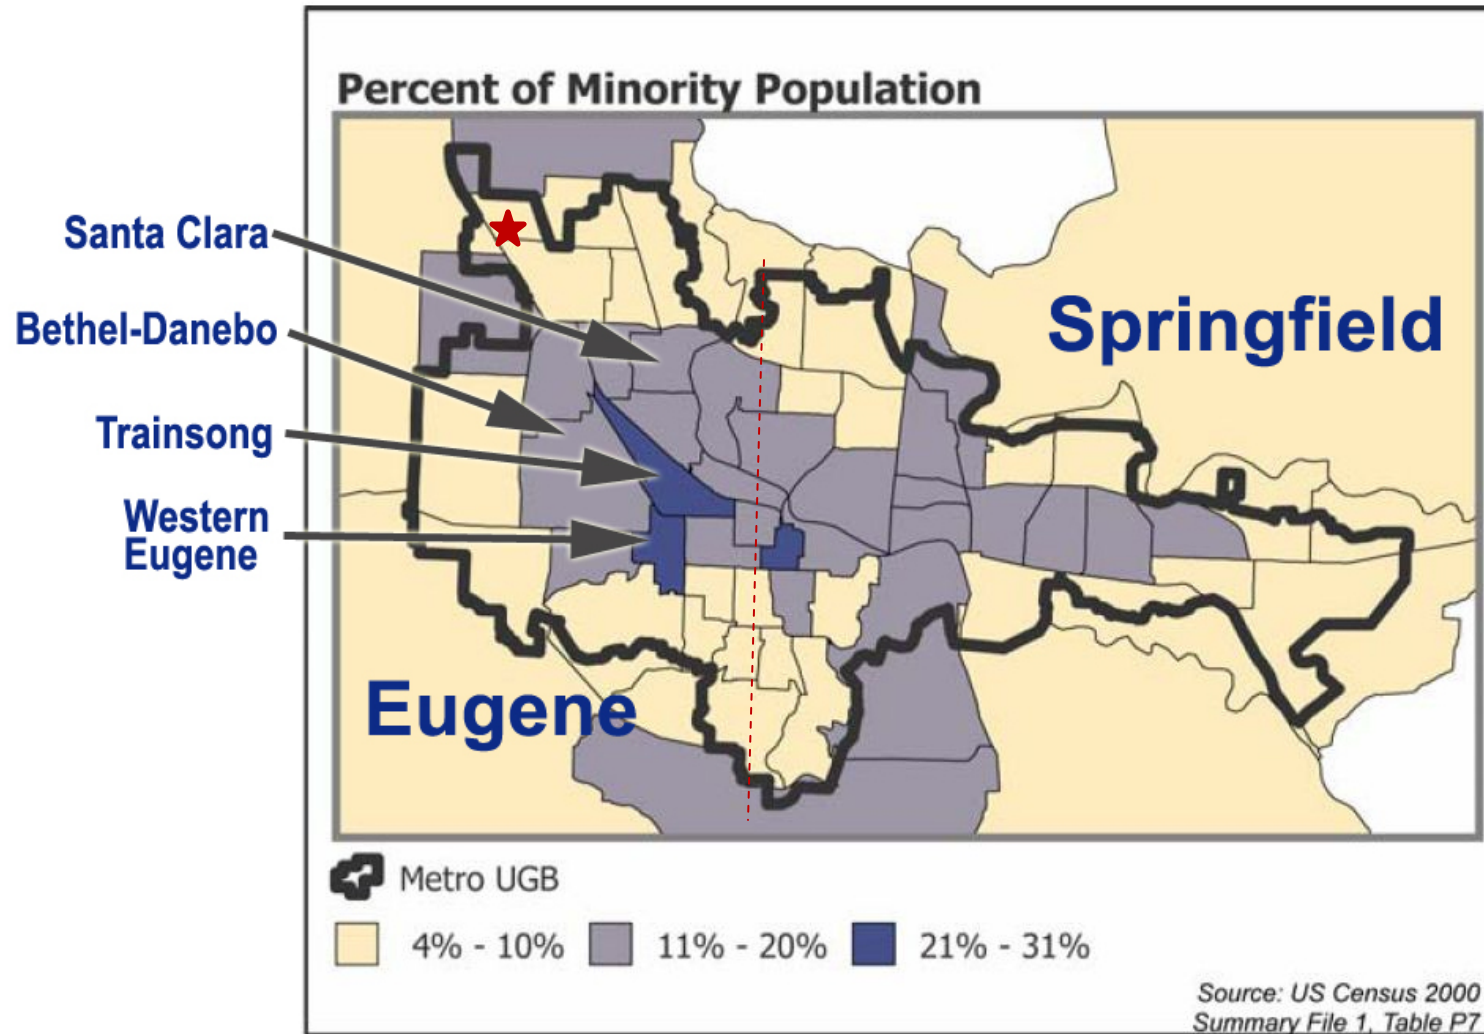 Percent of Minority Population
Santa Clara
Bethel-Danebo
Trainsong
Western
Eugene
Springfield
Eugene
Metro UGB
4% - 10%
11% - 20%
21% - 31%
Source: US Census 2000
Summary File 1, Table P7